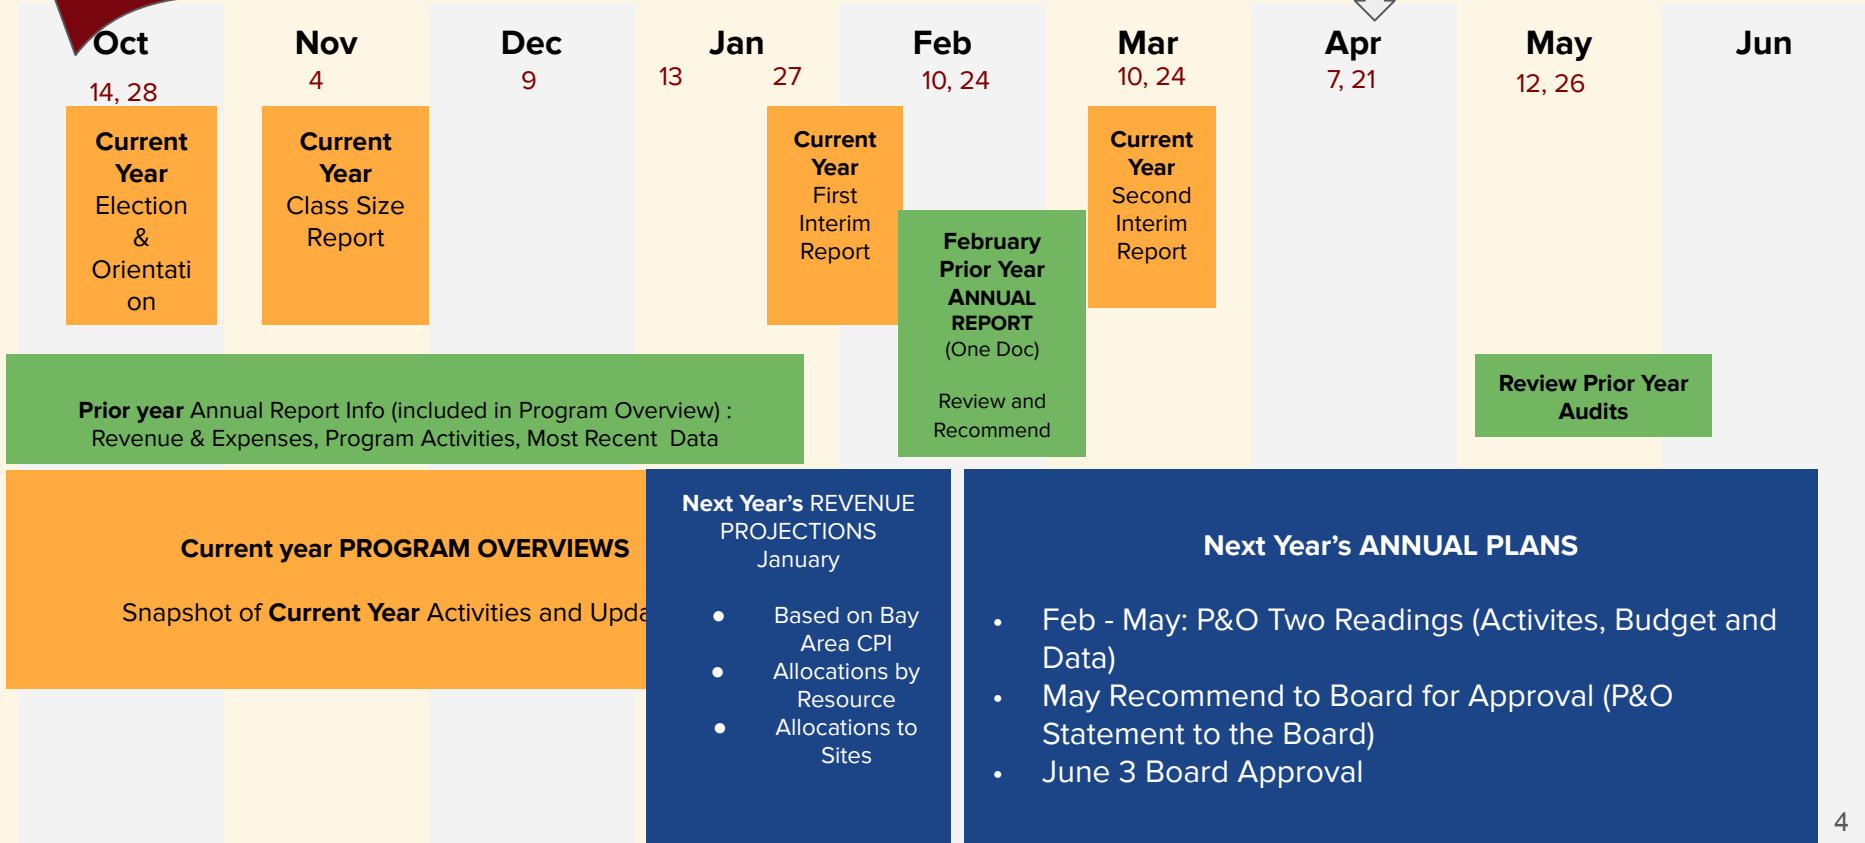 Oct
Nov
Dec
Jan
Feb
Mar
Apr
May
Jun
14, 28
4
9
13
27
10, 24
10, 24
7, 21
12, 26
Current
Year
Election
&
Orientati
on
Current
Year
Class Size
Report
Current
Year
First
Interim
Report
February
Prior Year
ANNUAL
REPORT
(One Doc)
Review and
Recommend
Current
Year
Second
Interim
Report
Review Prior Year
Audits
Prior year Annual Report Info (included in Program Overview) :
Revenue & Expenses, Program Activities, Most Recent Data
Current year PROGRAM OVERVIEWS
Snapshot of Current Year Activities and Upda
Next Year's REVENUE
PROJECTIONS
January
● Based on Bay
Area CPI
● Allocations by
Resource
● Allocations to
Sites
Next Year's ANNUAL PLANS
• Feb - May: P&O Two Readings (Activites, Budget and
Data)
• May Recommend to Board for Approval (P&O
Statement to the Board)
• June 3 Board Approval
4